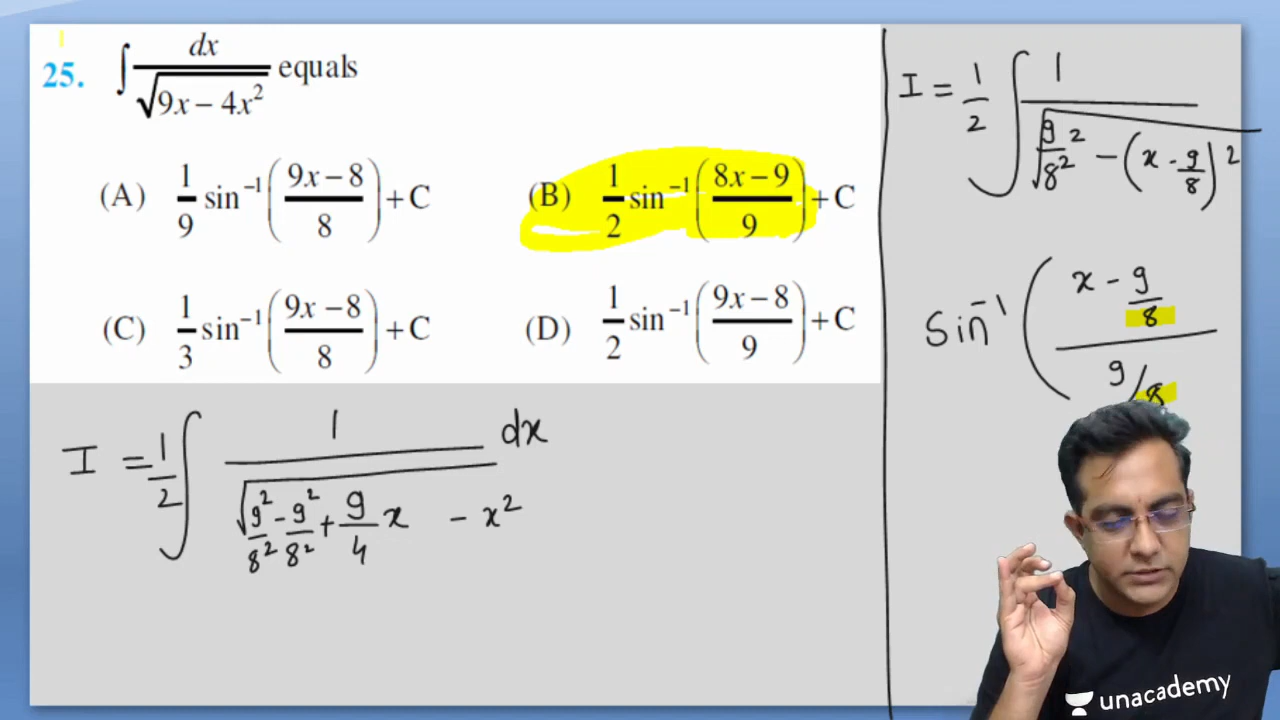 25. ∫ dx / √(9x − 4x²) equals
(A) 1/9 sin⁻¹ ((9x − 8)/8) + C
(B) 1/2 sin⁻¹ ((8x − 9)/9) + C
(C) 1/3 sin⁻¹ ((9x − 8)/8) + C
(D) 1/2 sin⁻¹ ((9x − 8)/9) + C
I = 1/2 ∫ 1 / √(9²/8² − 9²/8² + 9/4 x − x²) dx
I = 1/2 ∫ 1 / √(9²/8² − (x − 9/8)²)
Sin⁻¹ ( (x − 9/8) / (9/8)
unacademy